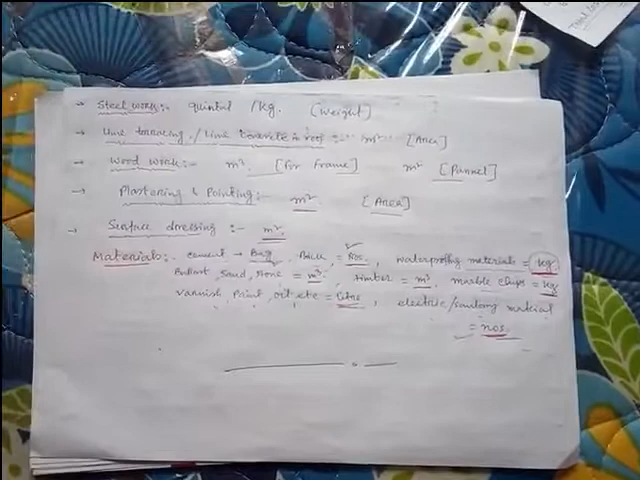 → Steel work:- quintal /kg. [Weight]
→ Lime terracing / Lime concrete in roof :- m² [Area]
→ Wood work:- m³. [For Frame] m² [Pannel]
→ Plastering & Pointing:- m² [Area]
→ Surface dressing :- m².
Materials:- cement → Bag, Brick = Nos, waterproofing materials = kg.
Ballast, Sand, stone = m³, timber = m³, marble chips = kg
Varnish, Paint, oil etc = Litre, electric/sanitary material
= nos.